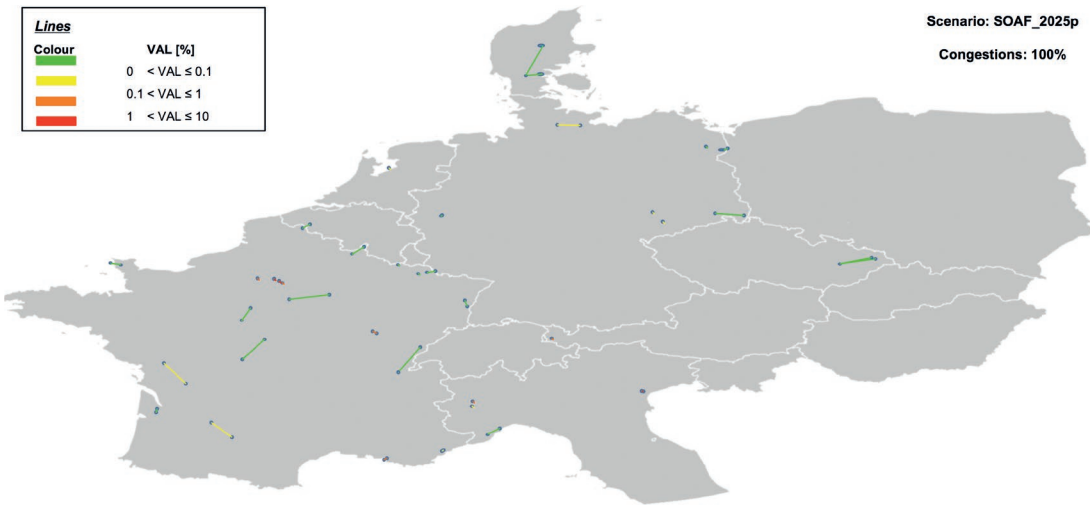 Lines
Colour VAL [%]
0 < VAL ≤ 0.1
0.1 < VAL ≤ 1
1 < VAL ≤ 10
Scenario: SOAF_2025p
Congestions: 100%